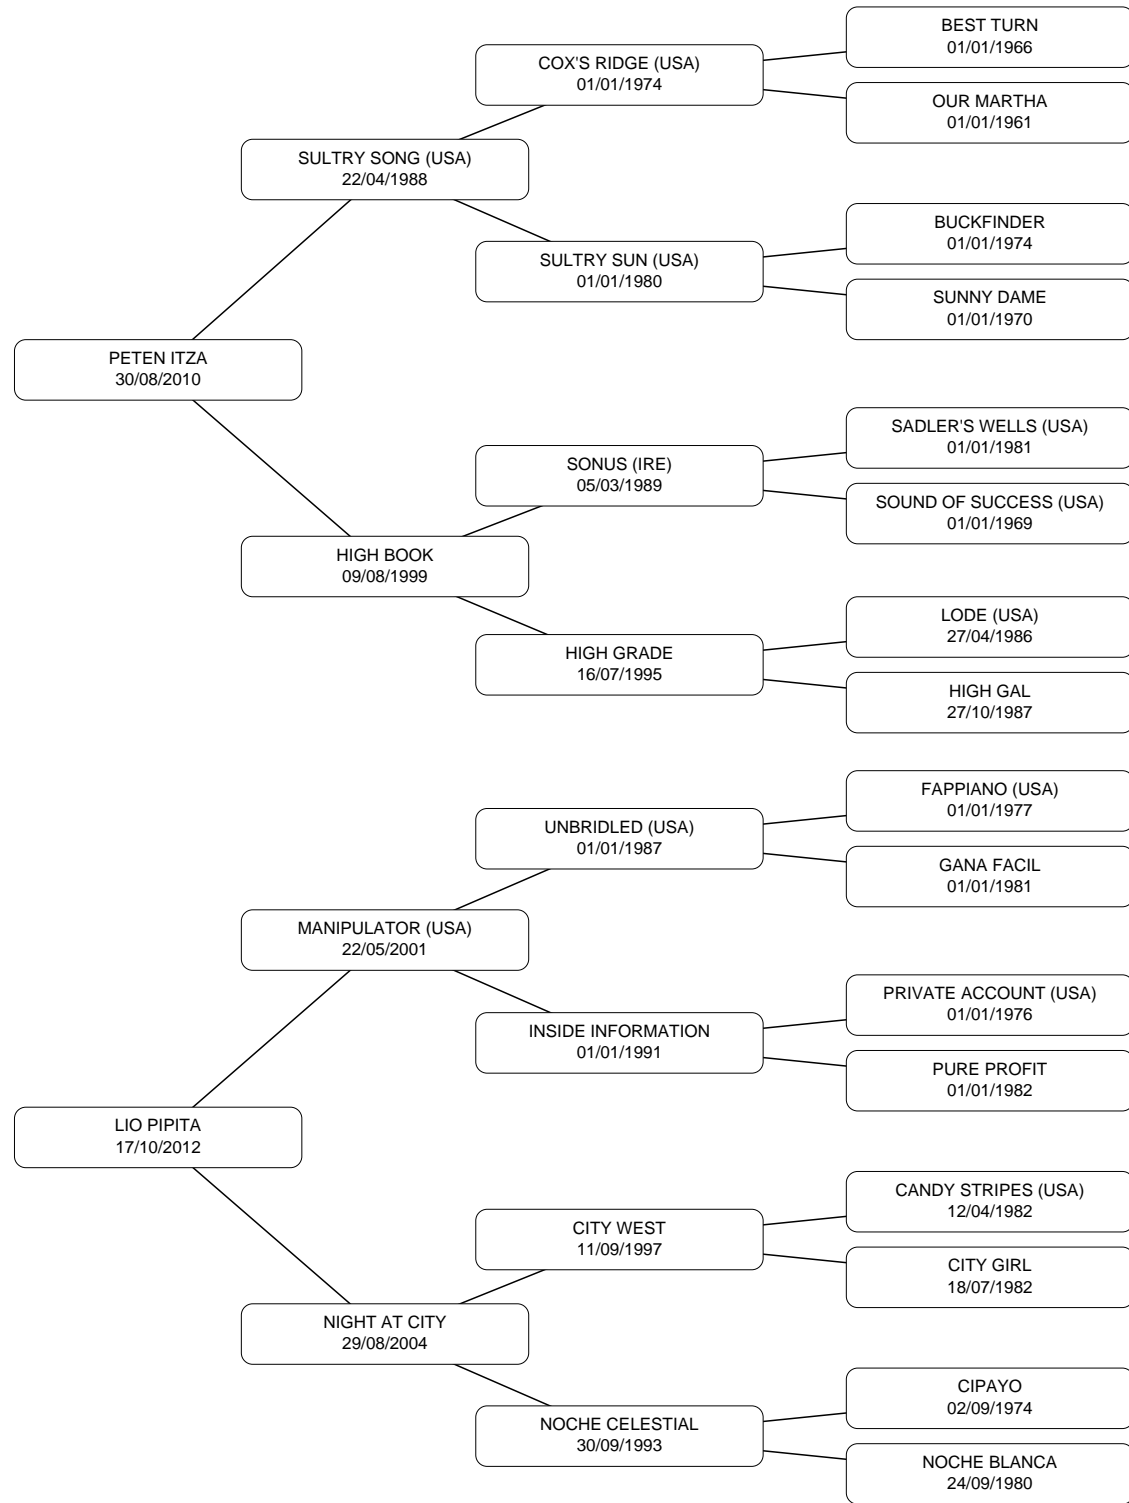 BEST TURN
01/01/1966
COX'S RIDGE (USA)
01/01/1974
OUR MARTHA
01/01/1961
SULTRY SONG (USA)
22/04/1988
BUCKFINDER
01/01/1974
SULTRY SUN (USA)
01/01/1980
SUNNY DAME
01/01/1970
PETEN ITZA
30/08/2010
SADLER'S WELLS (USA)
01/01/1981
SONUS (IRE)
05/03/1989
SOUND OF SUCCESS (USA)
01/01/1969
HIGH BOOK
09/08/1999
LODE (USA)
27/04/1986
HIGH GRADE
16/07/1995
HIGH GAL
27/10/1987
FAPPIANO (USA)
01/01/1977
UNBRIDLED (USA)
01/01/1987
GANA FACIL
01/01/1981
MANIPULATOR (USA)
22/05/2001
PRIVATE ACCOUNT (USA)
01/01/1976
INSIDE INFORMATION
01/01/1991
PURE PROFIT
01/01/1982
LIO PIPITA
17/10/2012
CANDY STRIPES (USA)
12/04/1982
CITY WEST
11/09/1997
CITY GIRL
18/07/1982
NIGHT AT CITY
29/08/2004
CIPAYO
02/09/1974
NOCHE CELESTIAL
30/09/1993
NOCHE BLANCA
24/09/1980